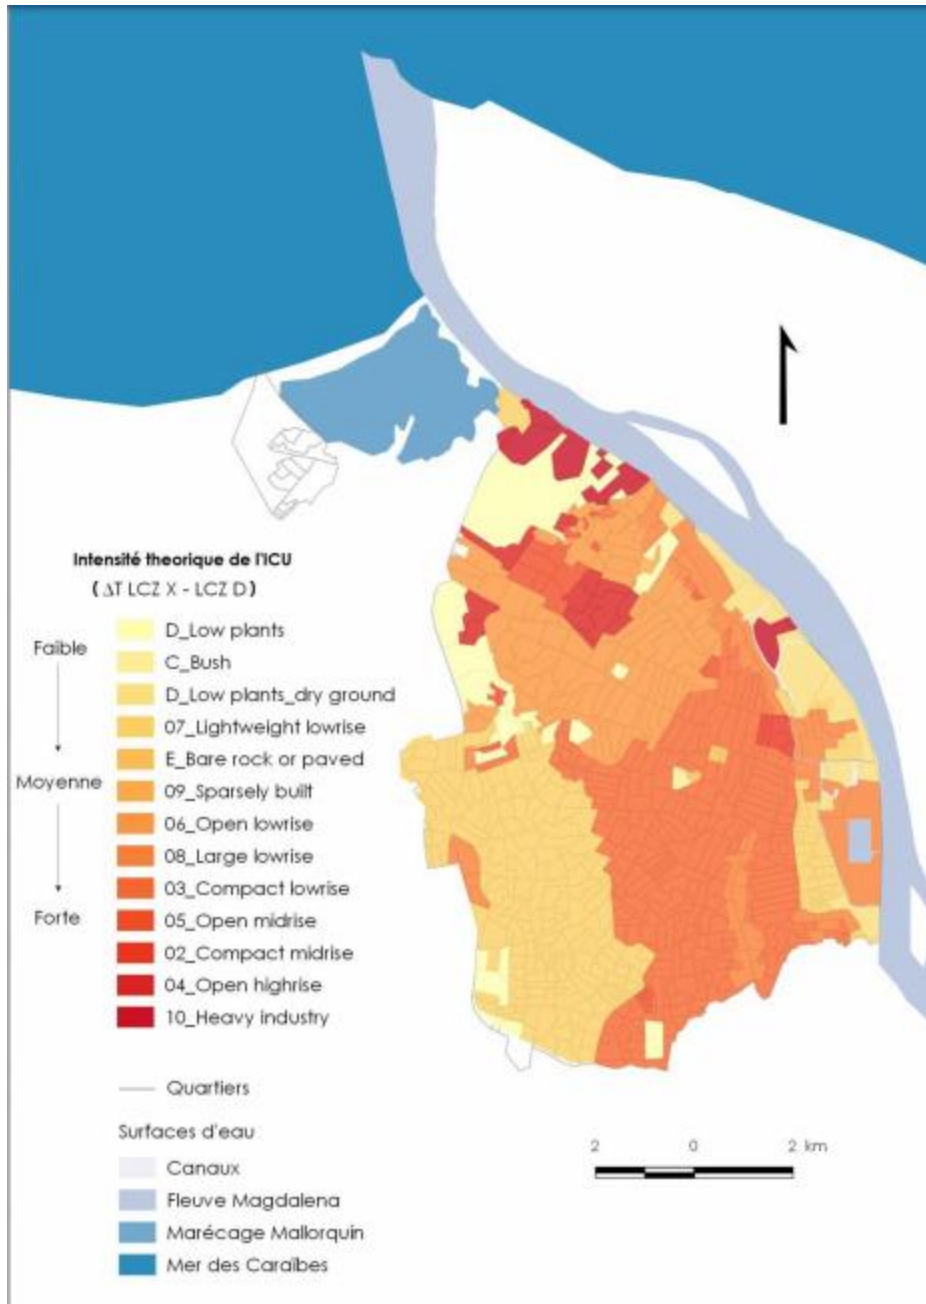 Intensité theorique de l'ICU
( ΔT LCZ X - LCZ D )
Faible
Moyenne
Forte
D_Low plants
C_Bush
D_Low plants_dry ground
07_Lightweight lowrise
E_Bare rock or paved
09_Sparsely built
06_Open lowrise
08_Large lowrise
03_Compact lowrise
05_Open midrise
02_Compact midrise
04_Open highrise
10_Heavy industry
Quartiers
Surfaces d'eau
Canaux
Fleuve Magdalena
Marécage Mallorquin
Mer des Caraîbes
2 0 2 km